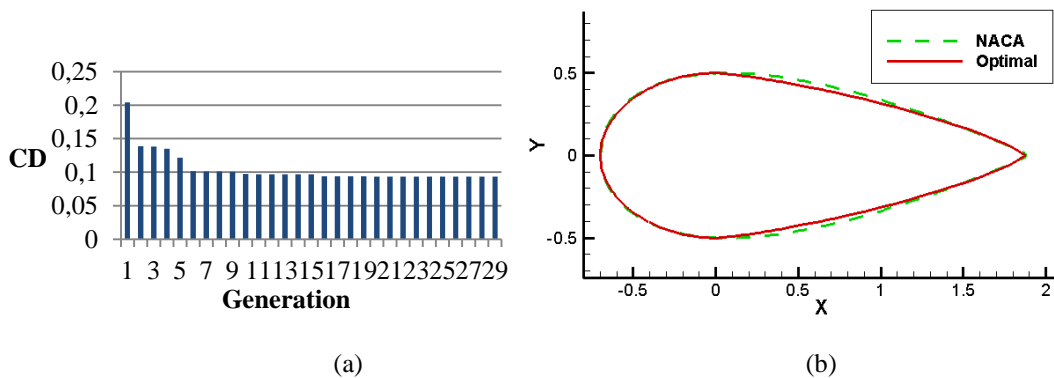 0,25
0,2
0,15
CD
0,1
0,05
0
1 3 5 7 9 11131517192123252729
Generation
(a)
NACA
Optimal
0.5
Y
0
-0.5
-0.5 0 0.5 1 1.5 2
X
(b)